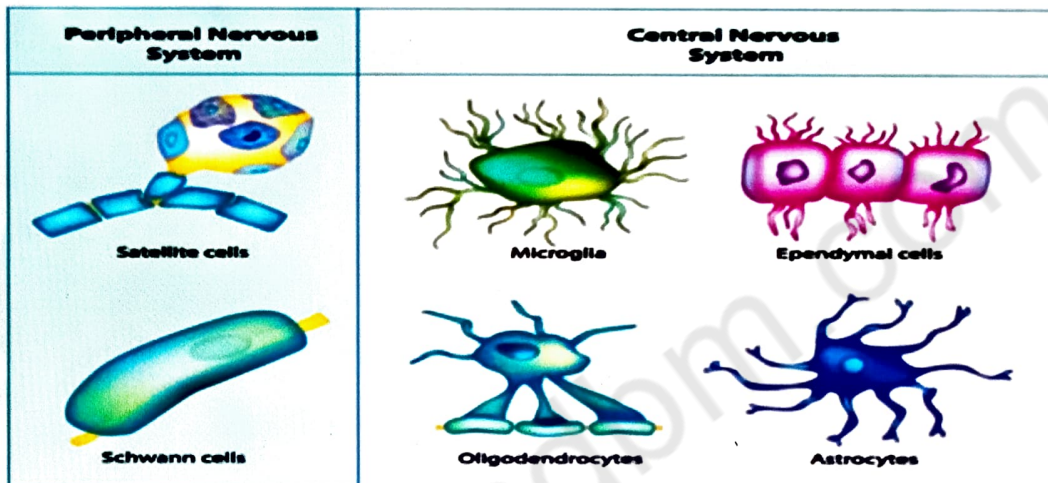 Peripheral Nervous
System
Central Nervous
System
Satellite cells
Microglia
Ependymal cells
Schwann cells
Oligodendrocytes
Astrocytes